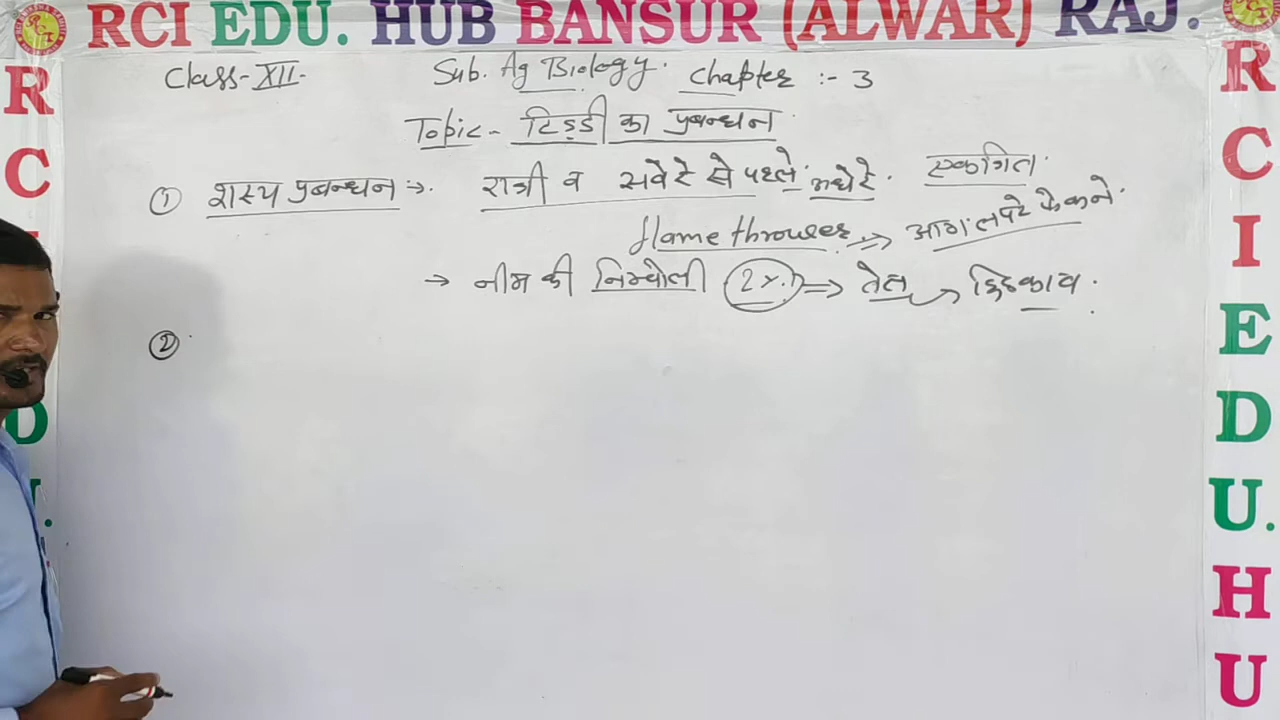 RCI EDU. HUB BANSUR (ALWAR) RAJ.
Class-XII- Sub. Ag Biology. Chapter :- 3
Topic- टिड्डी का प्रबन्धन
① शस्य प्रबन्धन :→. रात्री व सवेरे से पहले अंधेरे. एकत्रित.
flame thrower. => आग लपटे फेकने.
→ नीम की निम्बोली 2%. => तेल → छिडकाव.
②
R
C
D
R
C
I
E
D
U.
H
U